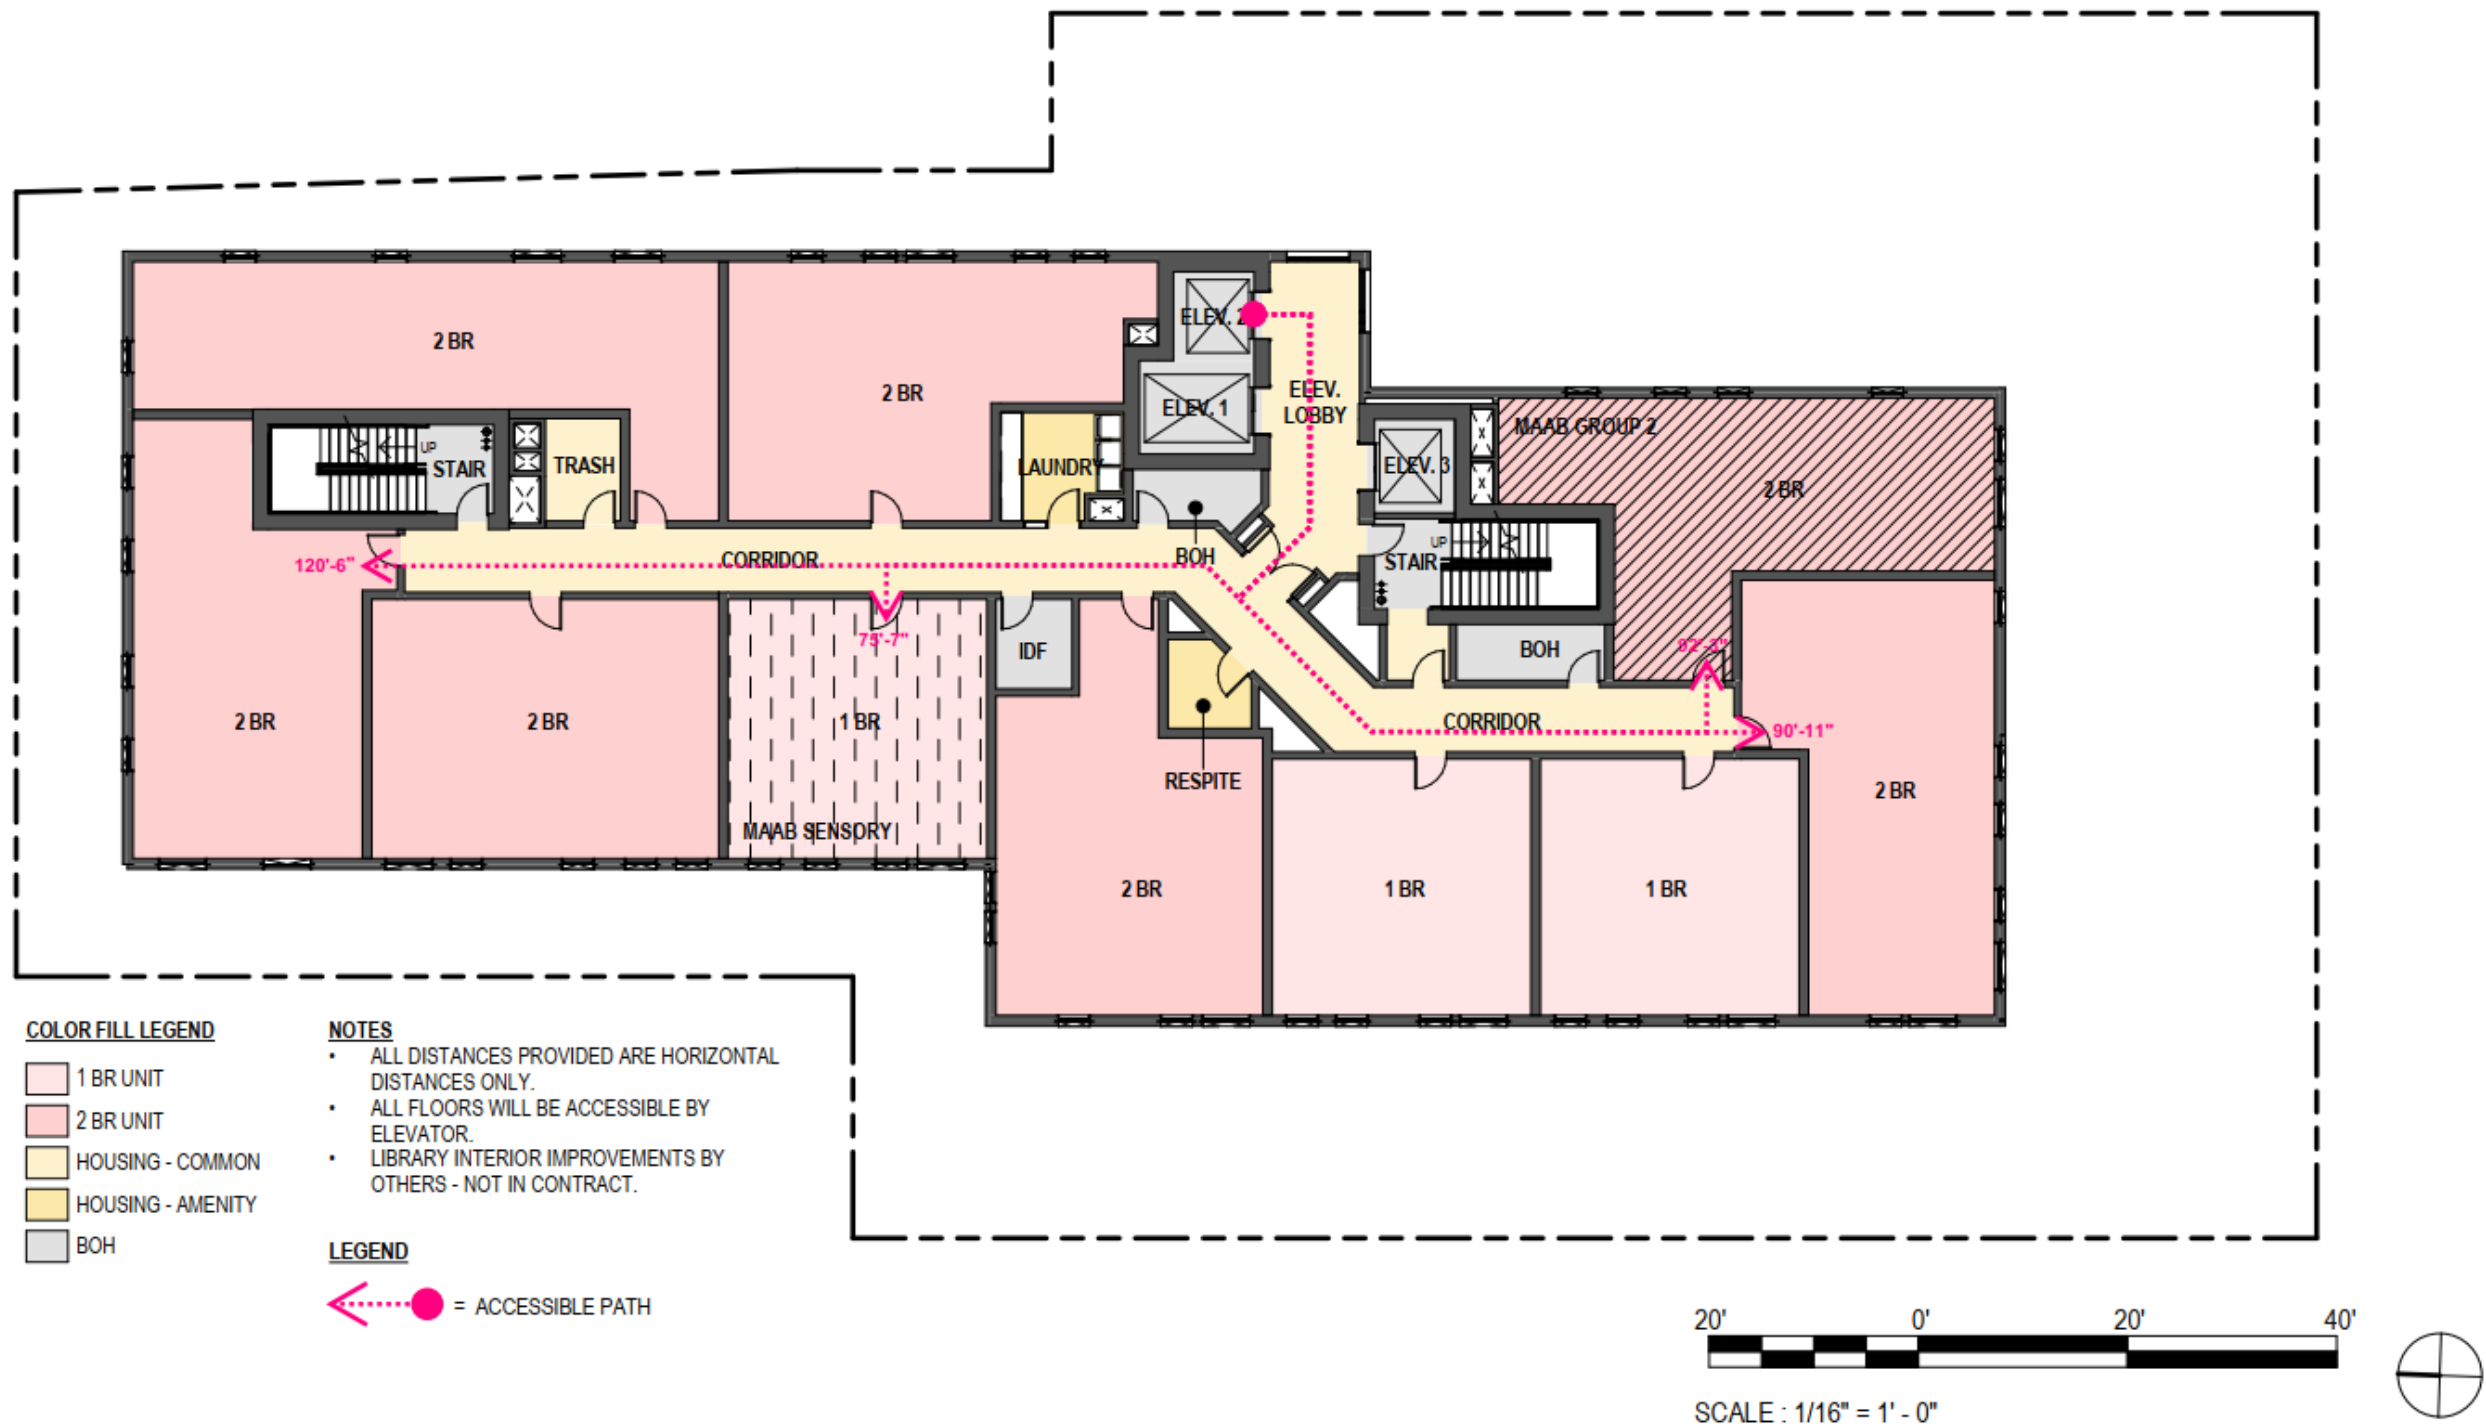 2 BR
2 BR
ELEV. 2
ELEV. 1
ELEV.
LOBBY
MAAB GROUP 2
UP
STAIR
TRASH
LAUNDRY
ELEV. 3
2 BR
120'-6"
CORRIDOR
BOH
UP
STAIR
75'-7"
IDF
BOH
92'-3"
2 BR
2 BR
1 BR
CORRIDOR
90'-11"
RESPITE
2 BR
MAAB SENSORY
2 BR
1 BR
1 BR
COLOR FILL LEGEND
1 BR UNIT
2 BR UNIT
HOUSING - COMMON
HOUSING - AMENITY
BOH
NOTES
• ALL DISTANCES PROVIDED ARE HORIZONTAL
DISTANCES ONLY.
• ALL FLOORS WILL BE ACCESSIBLE BY
ELEVATOR.
• LIBRARY INTERIOR IMPROVEMENTS BY
OTHERS - NOT IN CONTRACT.
LEGEND
= ACCESSIBLE PATH
20' 0' 20' 40'
SCALE : 1/16" = 1' - 0"